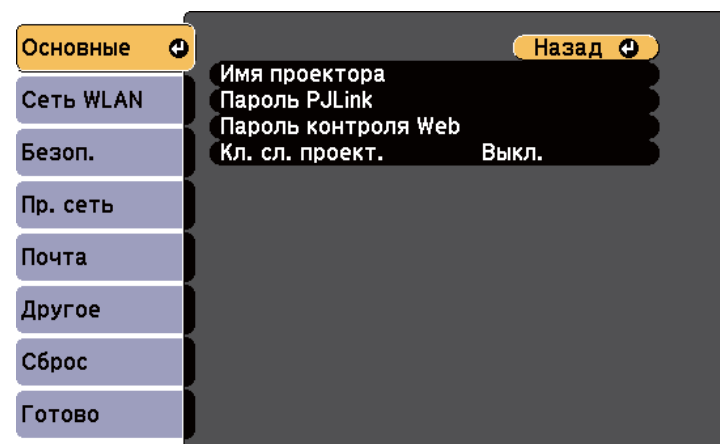 Основные
Назад
Имя проектора
Сеть WLAN
Пароль PJLink
Пароль контроля Web
Безоп.
Кл. сл. проект. Выкл.
Пр. сеть
Почта
Другое
Сброс
Готово